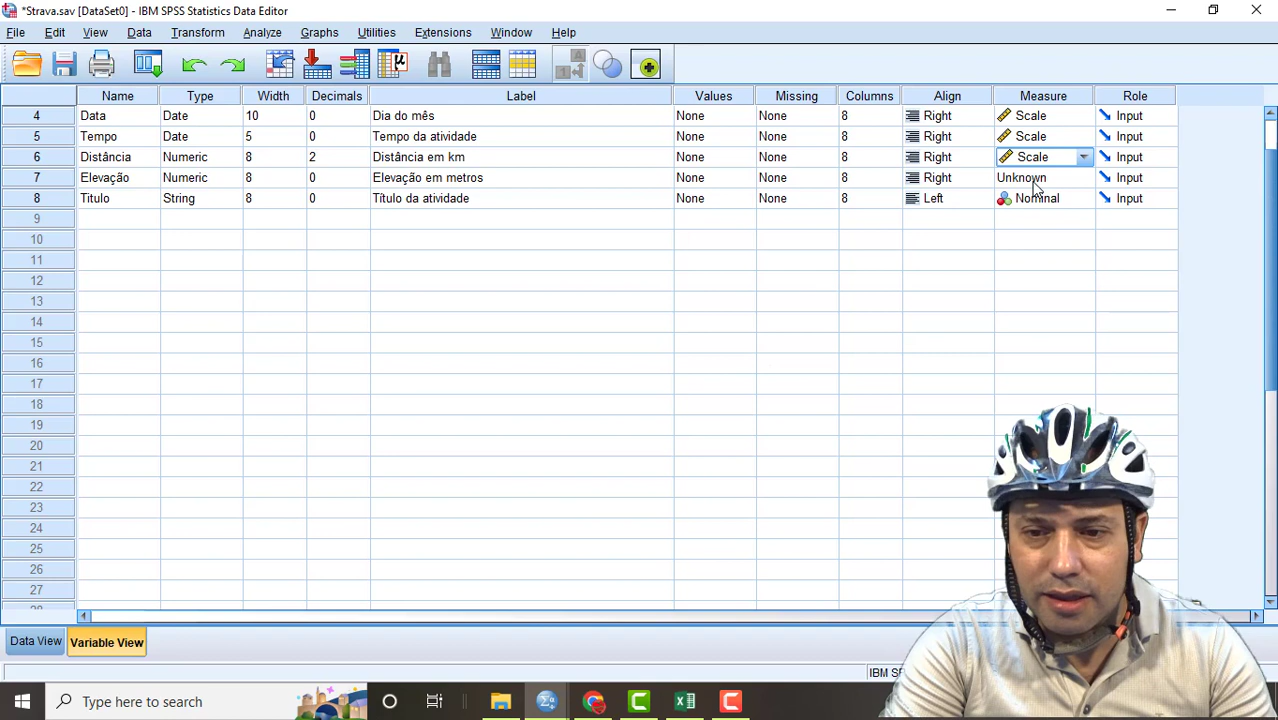 *Strava.sav [DataSet0] - IBM SPSS Statistics Data Editor
File Edit View Data Transform Analyze Graphs Utilities Extensions Window Help
Name Type Width Decimals Label Values Missing Columns Align Measure Role
4 Data Date 10 0 Dia do mês None None 8 Right Scale Input
5 Tempo Date 5 0 Tempo da atividade None None 8 Right Scale Input
6 Distância Numeric 8 2 Distância em km None None 8 Right Scale Input
7 Elevação Numeric 8 0 Elevação em metros None None 8 Right Unknown Input
8 Titulo String 8 0 Título da atividade None None 8 Left Nominal Input
9
10
11
12
13
14
15
16
17
18
19
20
21
22
23
24
25
26
27
Data View Variable View
IBM SP
Type here to search